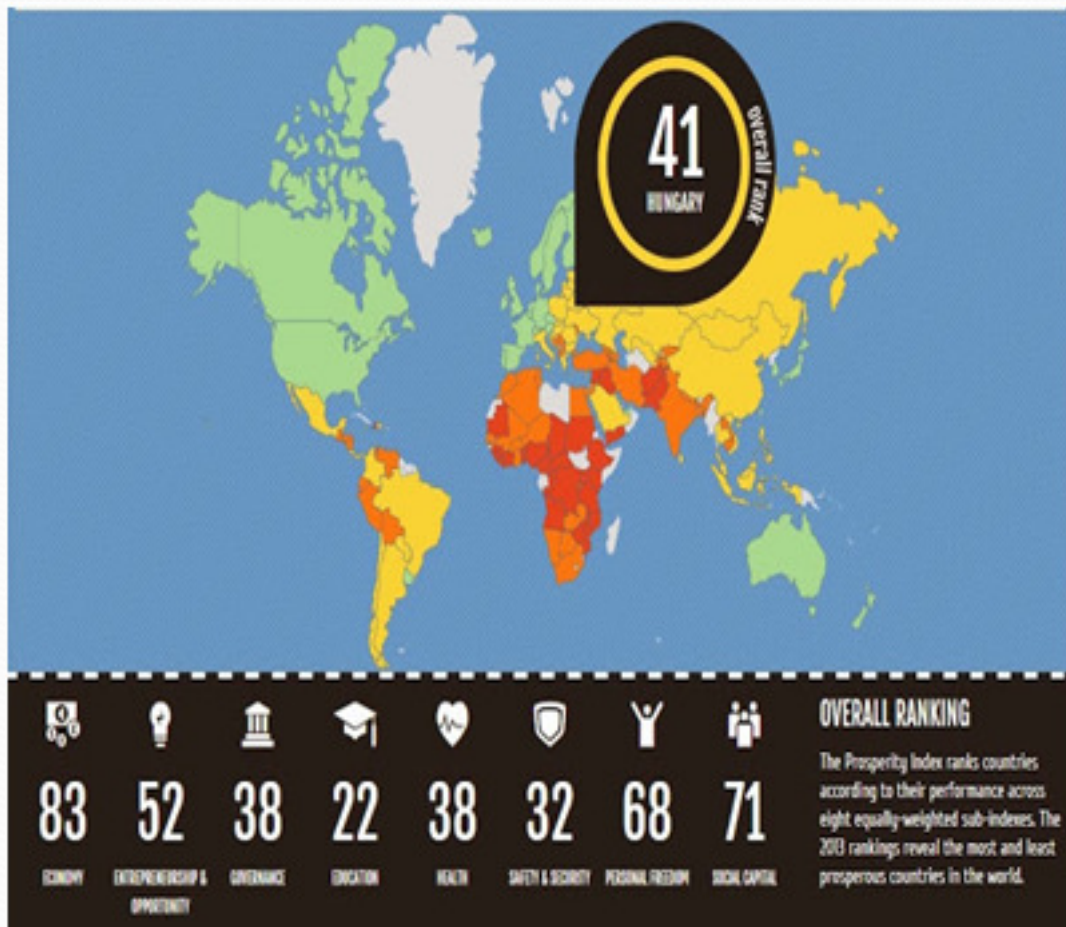 41
HUNGARY
overall rank
83
52
38
22
38
32
68
71
ECONOMY
ENTREPRENEURSHIP &
OPPORTUNITY
GOVERNANCE
EDUCATION
HEALTH
SAFETY & SECURITY
PERSONAL FREEDOM
SOCIAL CAPITAL
OVERALL RANKING
The Prosperity Index ranks countries
according to their performance across
eight equally-weighted sub-indexes. The
2013 rankings reveal the most and least
prosperous countries in the world.